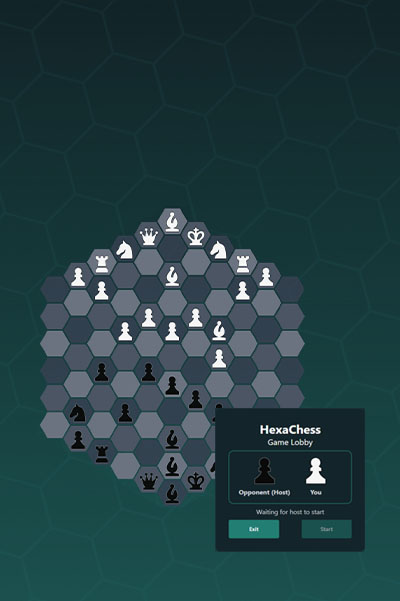 HexaChess
Game Lobby
Opponent (Host) You
Waiting for host to start
Exit Start